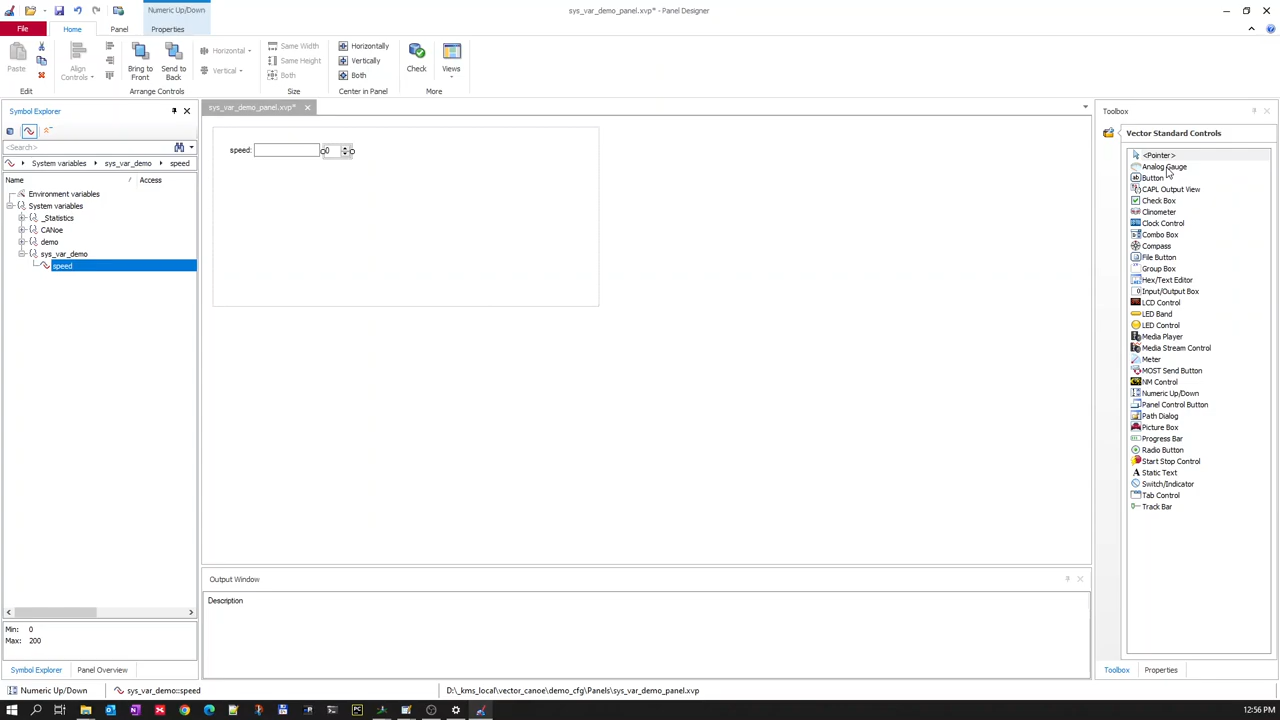 Numeric Up/Down
sys_var_demo_panel.xvp* - Panel Designer
File
Home
Panel
Properties
Paste
Align
Controls
Bring to
Front
Send to
Back
Horizontal
Vertical
Same Width
Same Height
Both
Horizontally
Vertically
Both
Check
Views
Edit
Arrange Controls
Size
Center in Panel
More
Symbol Explorer
<Search>
System variables
sys_var_demo
speed
Name
Access
Environment variables
System variables
_Statistics
CANoe
demo
sys_var_demo
speed
Min: 0
Max: 200
Symbol Explorer
Panel Overview
sys_var_demo_panel.xvp*
speed:
0
Output Window
Description
Toolbox
Vector Standard Controls
<Pointer>
Analog Gauge
Button
CAPL Output View
Check Box
Clinometer
Clock Control
Combo Box
Compass
File Button
Group Box
Hex/Text Editor
Input/Output Box
LCD Control
LED Band
LED Control
Media Player
Media Stream Control
Meter
MOST Send Button
NM Control
Numeric Up/Down
Panel Control Button
Path Dialog
Picture Box
Progress Bar
Radio Button
Start Stop Control
Static Text
Switch/Indicator
Tab Control
Track Bar
Toolbox
Properties
Numeric Up/Down
sys_var_demo::speed
D:\_kms_local\vector_canoe\demo_cfg\Panels\sys_var_demo_panel.xvp
12:56 PM